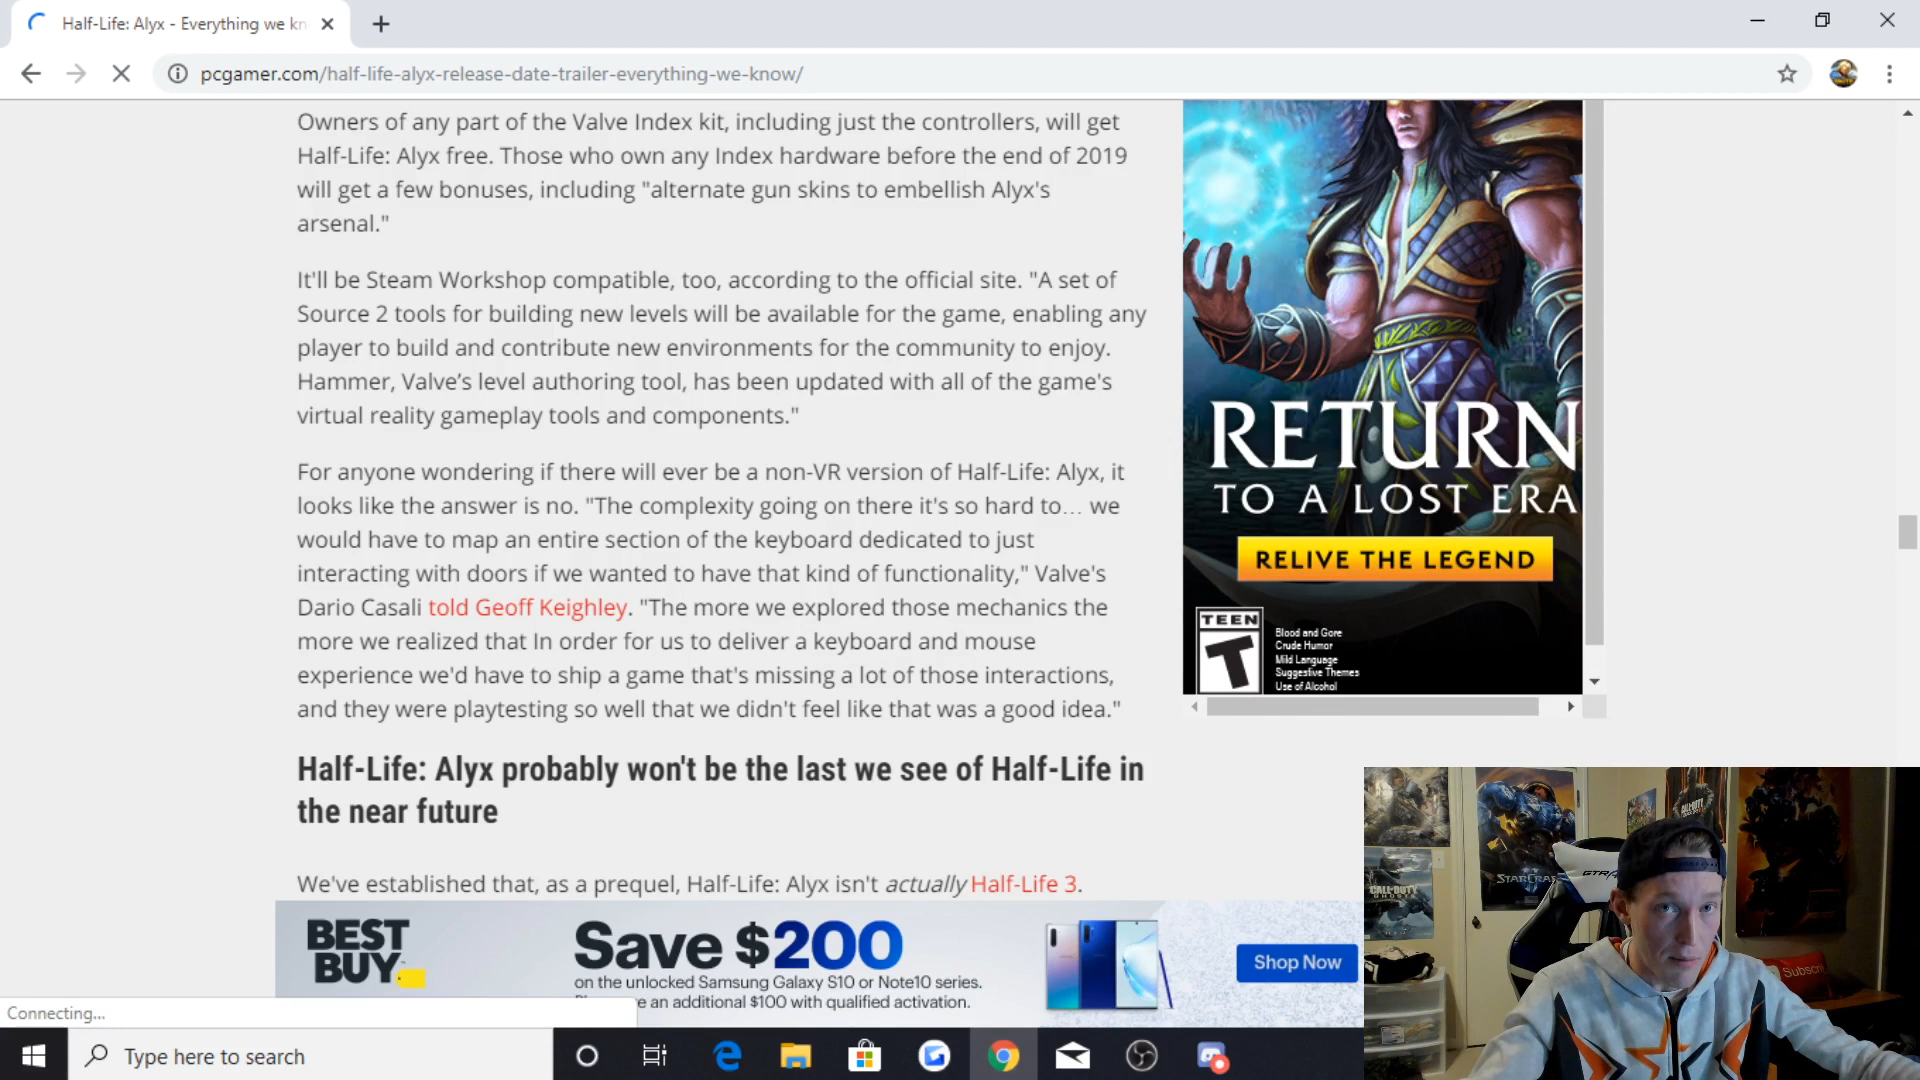 Half-Life: Alyx - Everything we kn
pcgamer.com/half-life-alyx-release-date-trailer-everything-we-know/
Owners of any part of the Valve Index kit, including just the controllers, will get
Half-Life: Alyx free. Those who own any Index hardware before the end of 2019
will get a few bonuses, including "alternate gun skins to embellish Alyx's
arsenal."
It'll be Steam Workshop compatible, too, according to the official site. "A set of
Source 2 tools for building new levels will be available for the game, enabling any
player to build and contribute new environments for the community to enjoy.
Hammer, Valve’s level authoring tool, has been updated with all of the game's
virtual reality gameplay tools and components."
For anyone wondering if there will ever be a non-VR version of Half-Life: Alyx, it
looks like the answer is no. "The complexity going on there it's so hard to… we
would have to map an entire section of the keyboard dedicated to just
interacting with doors if we wanted to have that kind of functionality," Valve's
Dario Casali told Geoff Keighley. "The more we explored those mechanics the
more we realized that In order for us to deliver a keyboard and mouse
experience we'd have to ship a game that's missing a lot of those interactions,
and they were playtesting so well that we didn't feel like that was a good idea."
Half-Life: Alyx probably won't be the last we see of Half-Life in
the near future
We've established that, as a prequel, Half-Life: Alyx isn't actually Half-Life 3.
RETURN
TO A LOST ERA
RELIVE THE LEGEND
TEEN
T
Blood and Gore
Crude Humor
Mild Language
Suggestive Themes
Use of Alcohol
BEST
BUY
Save $200
on the unlocked Samsung Galaxy S10 or Note10 series.
e an additional $100 with qualified activation.
Shop Now
STARCRA
CALL OF DUTY
GHOSTS
GTR
Subscri
Connecting...
Type here to search